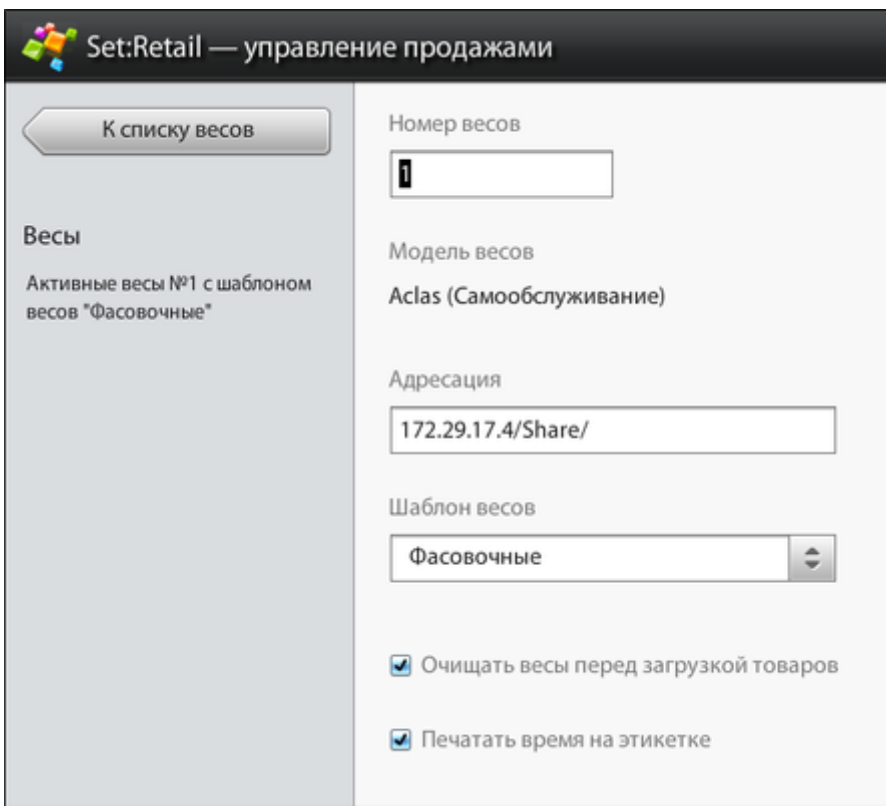 Set:Retail — управление продажами
К списку весов
Весы
Активные весы №1 с шаблоном
весов "Фасовочные"
Номер весов
1
Модель весов
Aclas (Самообслуживание)
Адресация
172.29.17.4/Share/
Шаблон весов
Фасовочные
Очищать весы перед загрузкой товаров
Печатать время на этикетке